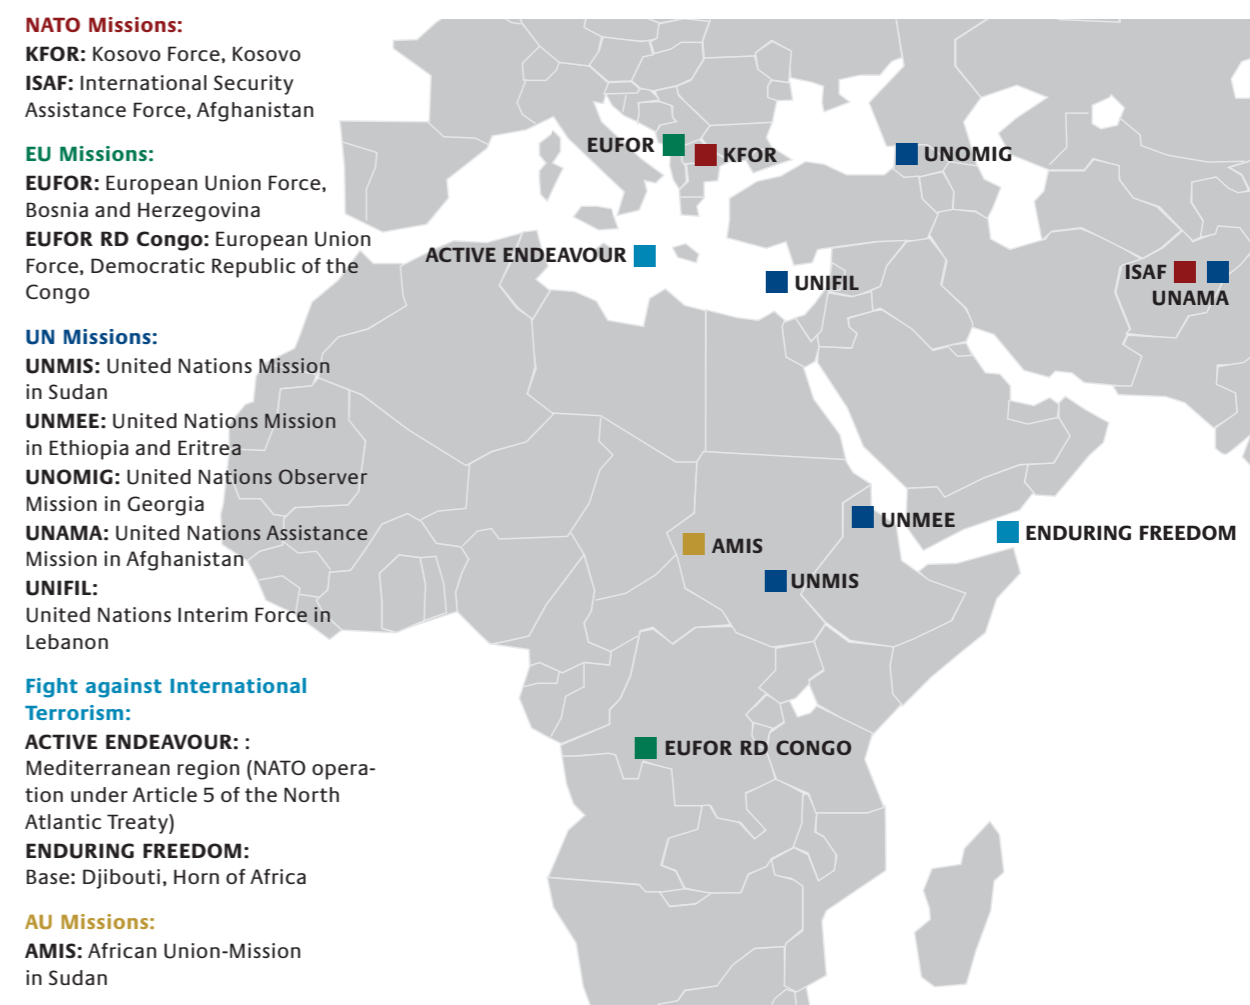 NATO Missions:
KFOR: Kosovo Force, Kosovo
ISAF: International Security
Assistance Force, Afghanistan
EU Missions:
EUFOR: European Union Force,
Bosnia and Herzegovina
EUFOR RD Congo: European Union
Force, Democratic Republic of the
Congo
UN Missions:
UNMIS: United Nations Mission
in Sudan
UNMEE: United Nations Mission
in Ethiopia and Eritrea
UNOMIG: United Nations Observer
Mission in Georgia
UNAMA: United Nations Assistance
Mission in Afghanistan
UNIFIL:
United Nations Interim Force in
Lebanon
Fight against International
Terrorism:
ACTIVE ENDEAVOUR: :
Mediterranean region (NATO opera-
tion under Article 5 of the North
Atlantic Treaty)
ENDURING FREEDOM:
Base: Djibouti, Horn of Africa
AU Missions:
AMIS: African Union-Mission
in Sudan
EUFOR
KFOR
UNOMIG
ACTIVE ENDEAVOUR
UNIFIL
ISAF
UNAMA
UNMEE
ENDURING FREEDOM
AMIS
UNMIS
EUFOR RD CONGO